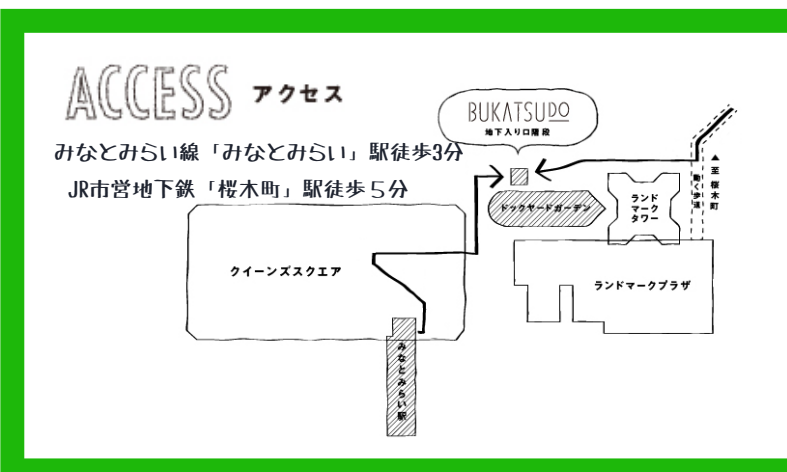 ACCESS アクセス
みなとみらい線「みなとみらい」駅徒歩3分
JR市営地下鉄「桜木町」駅徒歩5分
BUKATSUDO
地下入り口階段
▲至 桜木町
動く歩道
ドックヤードガーデン
ランド
マーク
タワー
クイーンズスクエア
ランドマークプラザ
みなとみらい駅